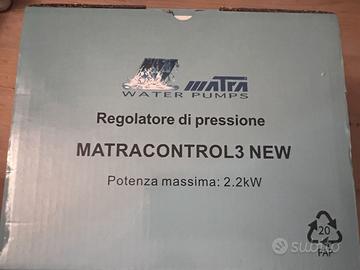 MATRA
WATER PUMPS
Regolatore di pressione
MATRACONTROL3 NEW
Potenza massima: 2.2kW
20
PAP
subito